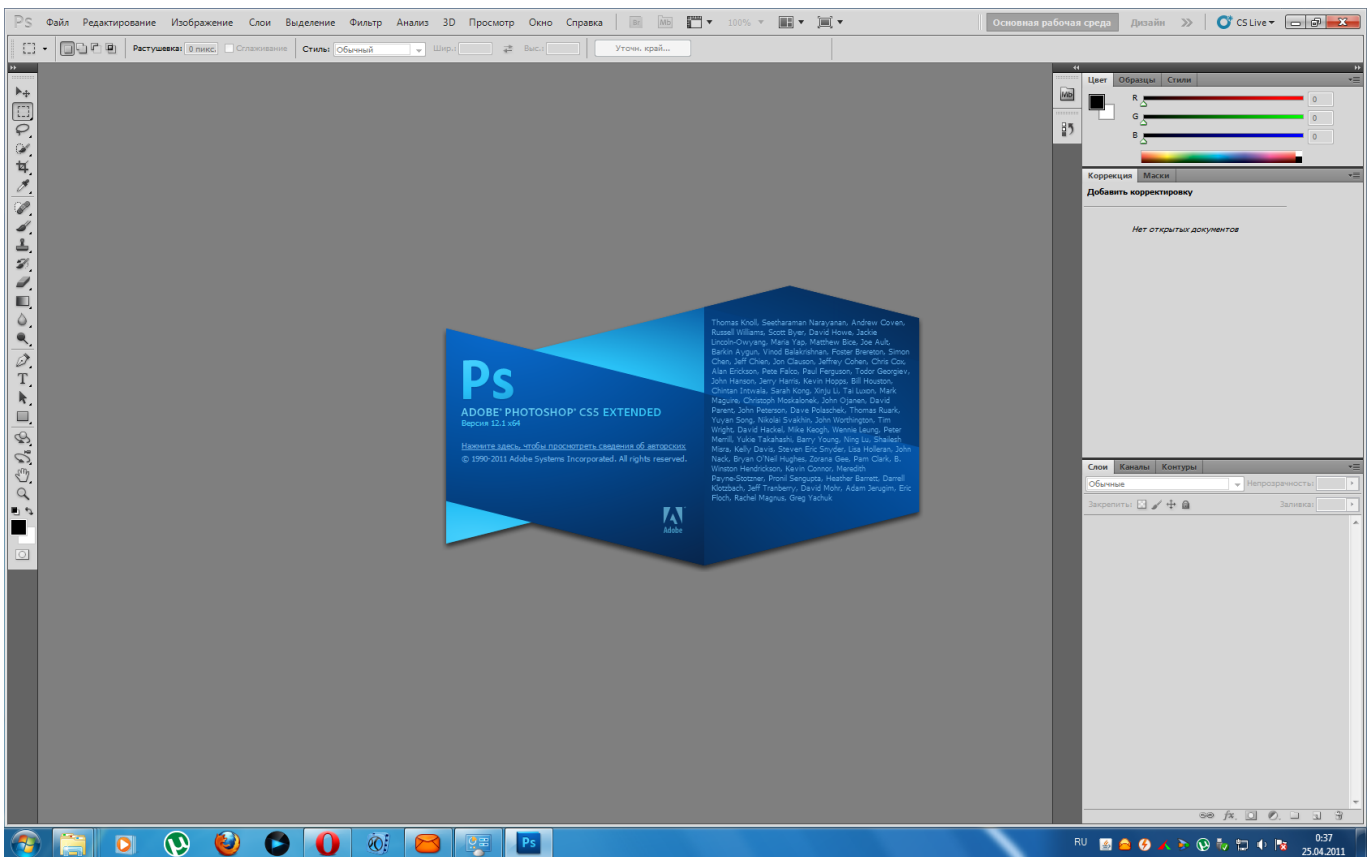 Ps Файл Редактирование Изображение Слои Выделение Фильтр Анализ 3D Просмотр Окно Справка Br Mb 100% Основная рабочая среда Дизайн CS Live
Растушевка: 0 пикс. Сглаживание Стиль: Обычный Шир.: Выс.: Уточн. край...
Цвет Образцы Стили
Mb
R 0
G 0
B 0
Коррекция Маски
Добавить корректировку
Нет открытых документов
Ps
ADOBE® PHOTOSHOP® CS5 EXTENDED
Версия 12.1 x64
Нажмите здесь, чтобы просмотреть сведения об авторских
© 1990-2011 Adobe Systems Incorporated. All rights reserved.
Adobe
Thomas Knoll, Seetharaman Narayanan, Andrew Coven,
Russell Williams, Scott Byer, David Howe, Jackie
Lincoln-Owyang, Maria Yap, Matthew Bice, Joe Ault,
Barkin Aygun, Vinod Balakrishnan, Foster Brereton, Simon
Chen, Jeff Chien, Jon Clauson, Jeffrey Cohen, Chris Cox,
Alan Erickson, Pete Falco, Paul Ferguson, Todor Georgiev,
John Hanson, Jerry Harris, Kevin Hopps, Bill Houston,
Chintan Intwala, Sarah Kong, Xinju Li, Tai Luxon, Mark
Maguire, Christoph Moskalonek, John Ojanen, David
Parent, John Peterson, Dave Polaschek, Thomas Ruark,
Yuyan Song, Nikolai Svakhin, John Worthington, Tim
Wright, David Hackel, Mike Keogh, Wennie Leung, Peter
Merrill, Yukie Takahashi, Barry Young, Ning Lu, Shailesh
Misra, Kelly Davis, Steven Eric Snyder, Lisa Holleran, John
Nack, Bryan O'Neil Hughes, Zorana Gee, Pam Clark, B.
Winston Hendrickson, Kevin Connor, Meredith
Payne-Stotzner, Pronil Sengupta, Heather Barrett, Darrell
Klotzbach, Jeff Tranberry, David Mohr, Adam Jerugim, Eric
Floch, Rachel Magnus, Greg Yachuk
Слои Каналы Контуры
Обычные Непрозрачность:
Закрепить: Заливка:
T
fx
Ps
RU
0:37
25.04.2011